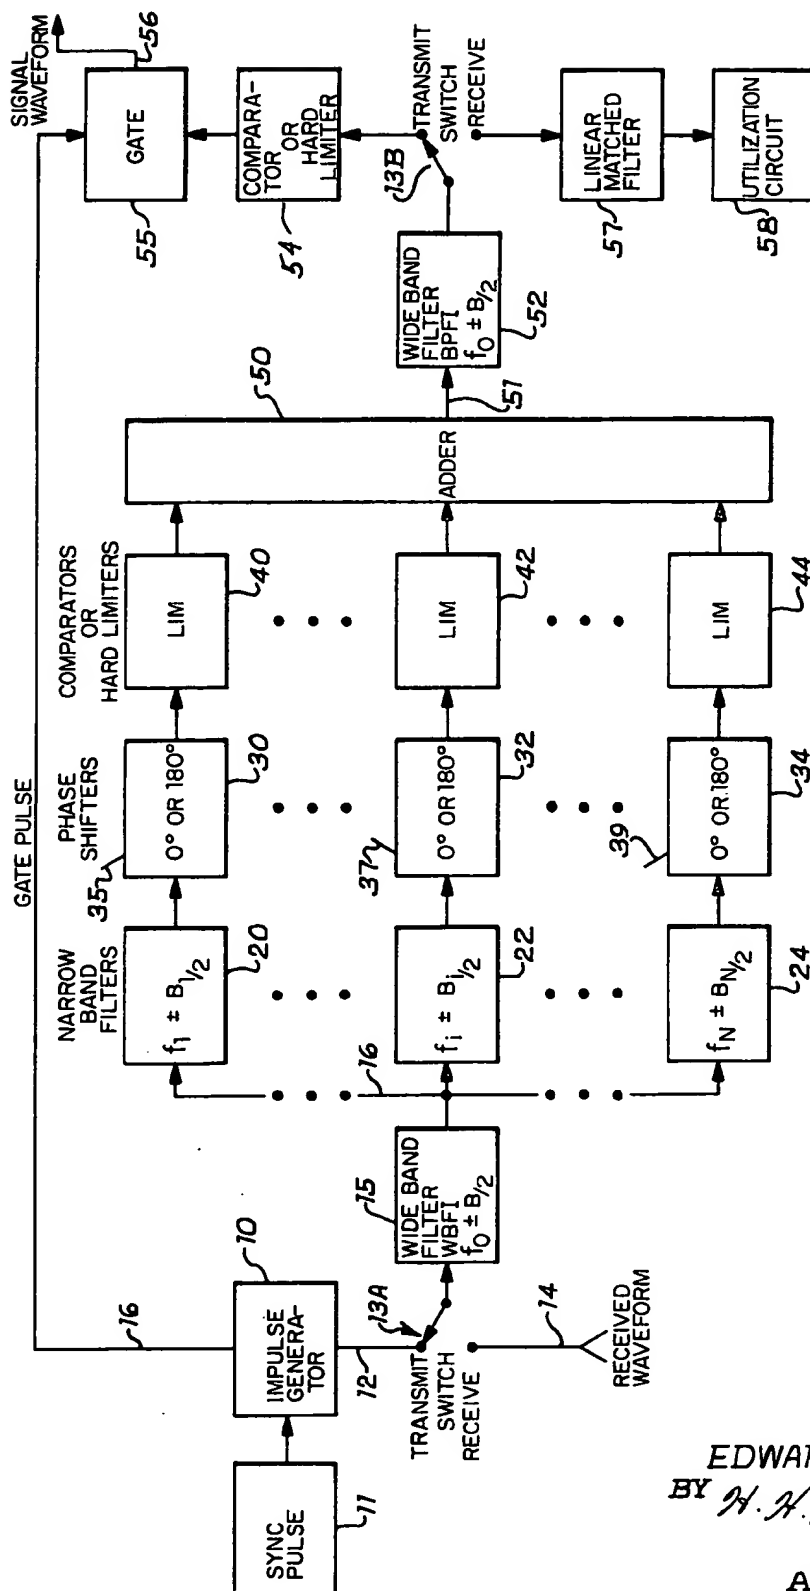 SYNC
PULSE
11
IMPULSE
GENERA-
TOR
10
16
GATE PULSE
12
TRANSMIT
SWITCH
RECEIVE
13A
14
RECEIVED
WAVEFORM
WIDE BAND
FILTER
WBFI
f0 ± B/2
15
16
NARROW
BAND
FILTERS
f1 ± B1/2
20
fi ± Bi/2
22
fN ± BN/2
24
PHASE
SHIFTERS
35
0° OR 180°
30
37
0° OR 180°
32
39
0° OR 180°
34
COMPARATORS
OR
HARD LIMITERS
LIM
40
LIM
42
LIM
44
ADDER
50
51
WIDE BAND
FILTER
BPFI
f0 ± B/2
52
13B
TRANSMIT
SWITCH
RECEIVE
COMPARA-
TOR OR
HARD
LIMITER
54
GATE
55
56
SIGNAL
WAVEFORM
LINEAR
MATCHED
FILTER
57
UTILIZATION
CIRCUIT
58
BY